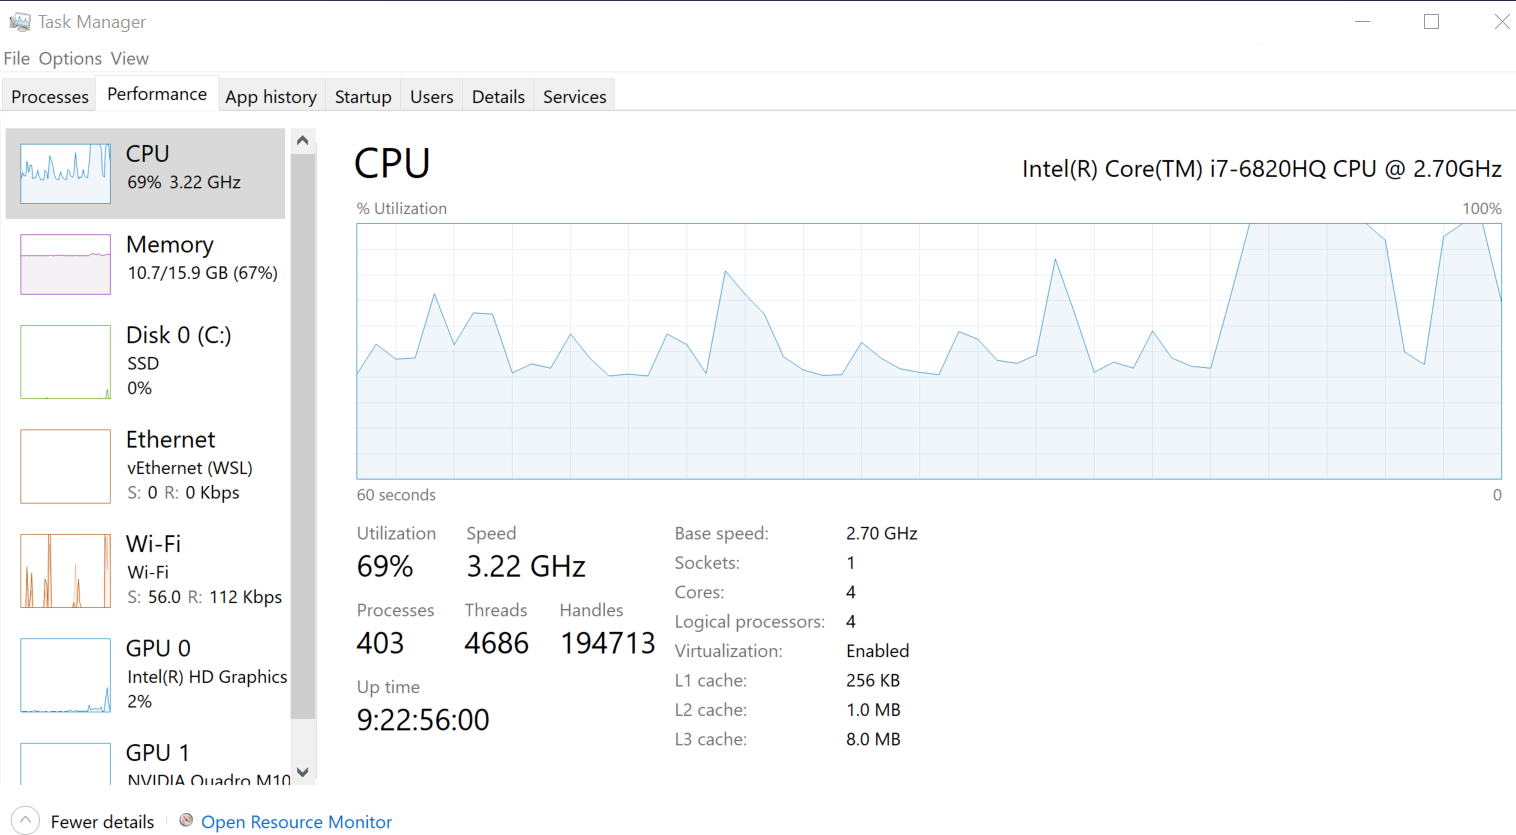 Task Manager
File Options View
Processes Performance App history Startup Users Details Services
CPU
69% 3.22 GHz
Memory
10.7/15.9 GB (67%)
Disk 0 (C:)
SSD
0%
Ethernet
vEthernet (WSL)
S: 0 R: 0 Kbps
Wi-Fi
Wi-Fi
S: 56.0 R: 112 Kbps
GPU 0
Intel(R) HD Graphics
2%
GPU 1
NVIDIA Quadro M10
CPU
Intel(R) Core(TM) i7-6820HQ CPU @ 2.70GHz
% Utilization 100%
60 seconds 0
Utilization Speed
69% 3.22 GHz
Processes Threads Handles
403 4686 194713
Up time
9:22:56:00
Base speed: 2.70 GHz
Sockets: 1
Cores: 4
Logical processors: 4
Virtualization: Enabled
L1 cache: 256 KB
L2 cache: 1.0 MB
L3 cache: 8.0 MB
Fewer details Open Resource Monitor